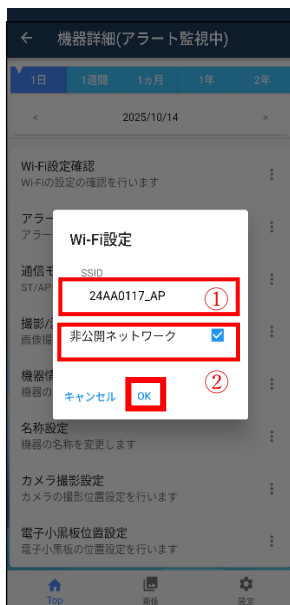 機器詳細(アラート監視中)
1日 1週間 1ヵ月 1年 2年
< 2025/10/14 >
Wi-Fi設定確認
Wi-Fiの設定の確認を行います
アラー
アラー
Wi-Fi設定
通信モ
ST/AP
SSID
24AA0117_AP ①
撮影/
画像撮
非公開ネットワーク
機器情
機器の
②
キャンセル OK
名称設定
機器の名称を変更します
カメラ撮影設定
カメラの撮影位置設定を行います
電子小黒板位置設定
電子小黒板の位置設定を行います
Top 画像 設定